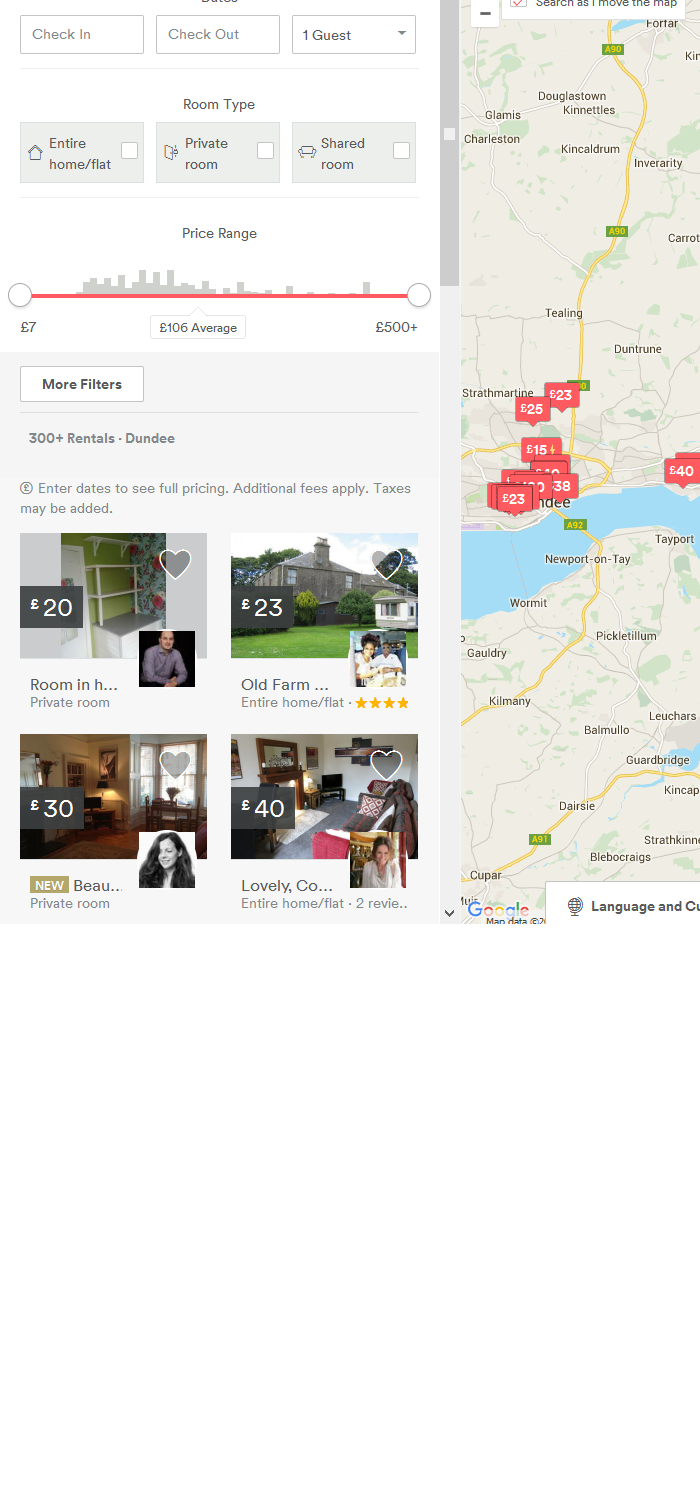 Dates
Check In
Check Out
1 Guest
Room Type
Entire
home/flat
Private
room
Shared
room
Price Range
£7
£106 Average
£500+
More Filters
300+ Rentals · Dundee
Enter dates to see full pricing. Additional fees apply. Taxes
may be added.
£ 20
Room in h...
Private room
£ 23
Old Farm ...
Entire home/flat ·
£ 30
NEW Beau...
Private room
£ 40
Lovely, Co...
Entire home/flat · 2 revie..
Search as I move the map
Forfar
A90
Kin
Douglastown
Kinnettles
Glamis
Charleston
Kincaldrum
Inverarity
A90
Carrot
Tealing
Duntrune
Strathmartine
£23
£25
£15
£40
38
£23
ndee
A92
Tayport
Newport-on-Tay
Wormit
Pickletillum
Gauldry
Kilmany
Leuchars
Balmullo
Guardbridge
Kincap
Dairsie
A91
Strathkinne
Blebocraigs
Cupar
Google
Map data ©20
Language and Cu